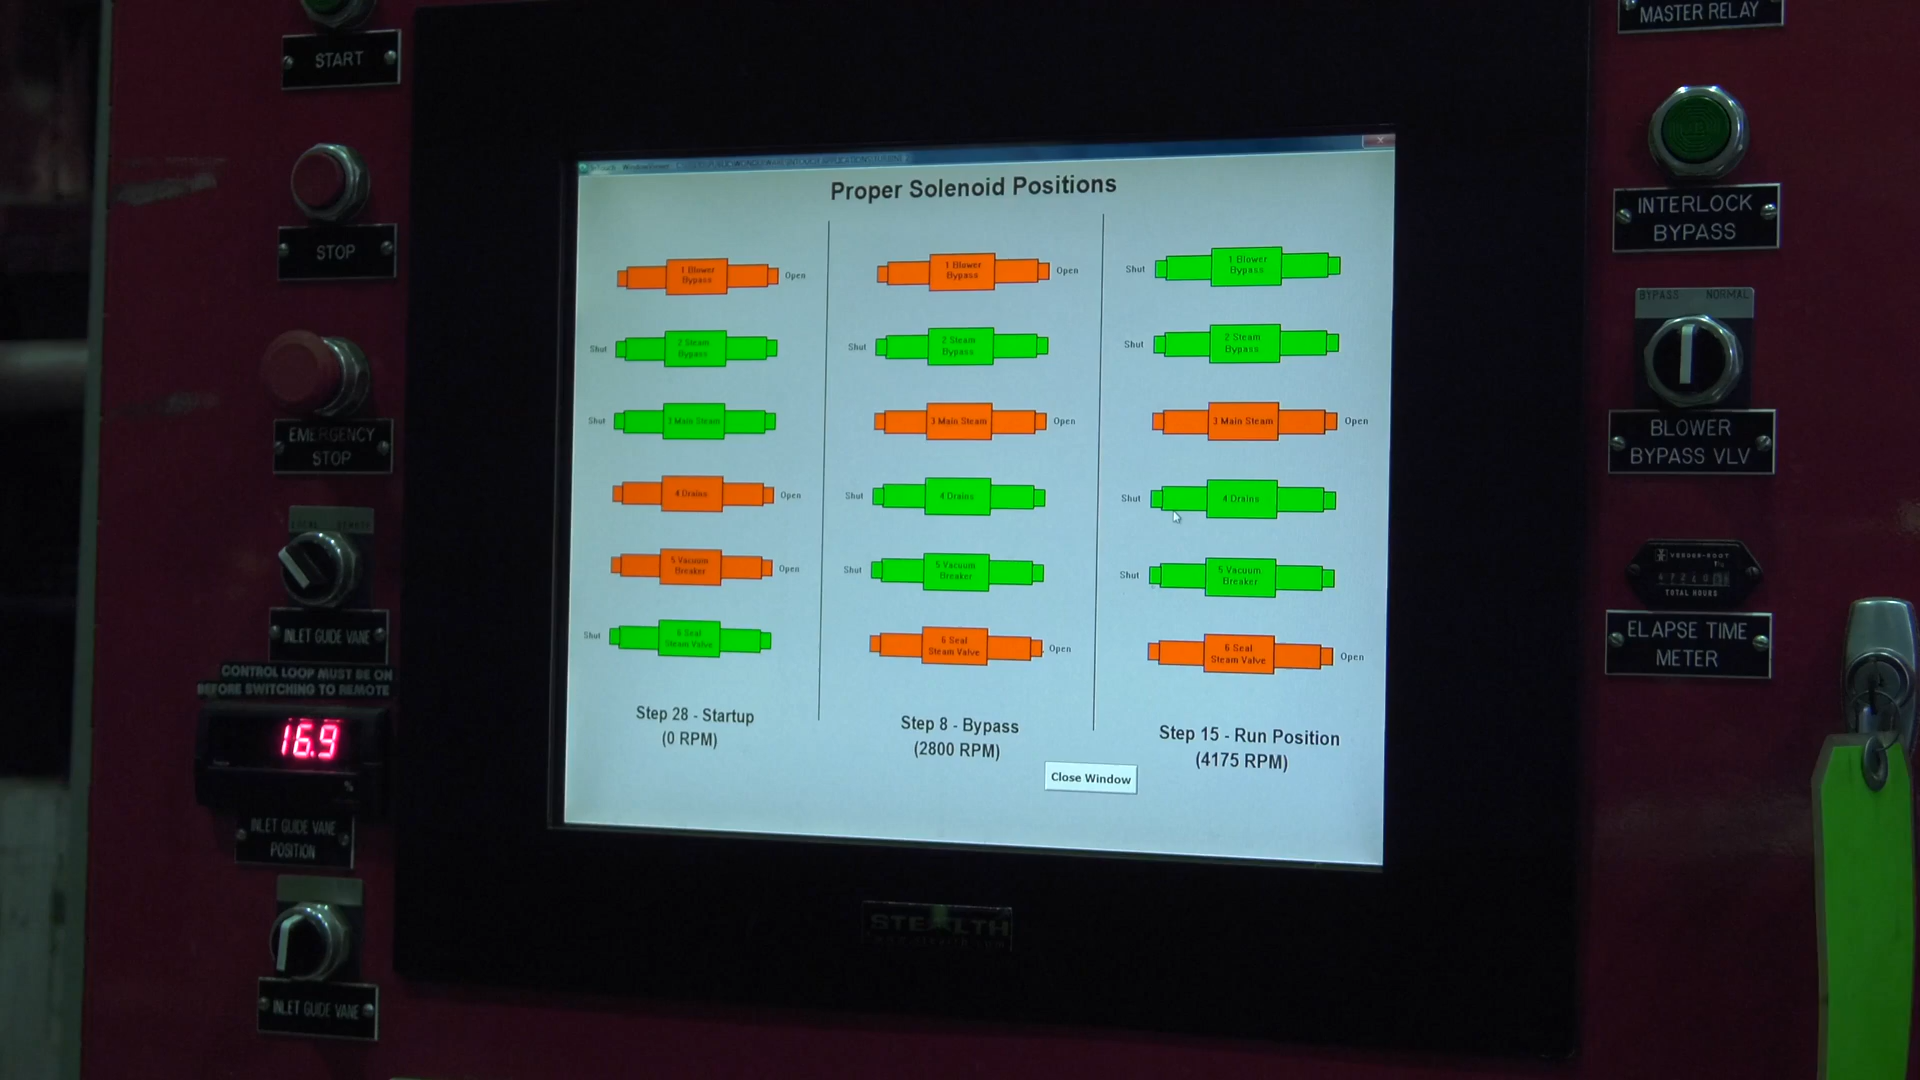 MASTER RELAY
START
STOP
EMERGENCY
STOP
LOCAL REMOTE
INLET GUIDE VANE
CONTROL LOOP MUST BE ON
BEFORE SWITCHING TO REMOTE
16.9
%
INLET GUIDE VANE
POSITION
INLET GUIDE VANE
Proper Solenoid Positions
1 Blower
Bypass
Open
Shut
2 Steam
Bypass
Shut
3 Main Steam
4 Drains
Open
5 Vacuum
Breaker
Open
Shut
6 Seal
Steam Valve
Step 28 - Startup
(0 RPM)
1 Blower
Bypass
Open
Shut
2 Steam
Bypass
3 Main Steam
Open
Shut
4 Drains
Shut
5 Vacuum
Breaker
6 Seal
Steam Valve
Open
Step 8 - Bypass
(2800 RPM)
Shut
1 Blower
Bypass
Shut
2 Steam
Bypass
3 Main Steam
Open
Shut
4 Drains
Shut
5 Vacuum
Breaker
6 Seal
Steam Valve
Open
Step 15 - Run Position
(4175 RPM)
Close Window
STEALTH
INTERLOCK
BYPASS
BYPASS NORMAL
BLOWER
BYPASS VLV
VEEDER-ROOT
TOTAL HOURS
ELAPSE TIME
METER